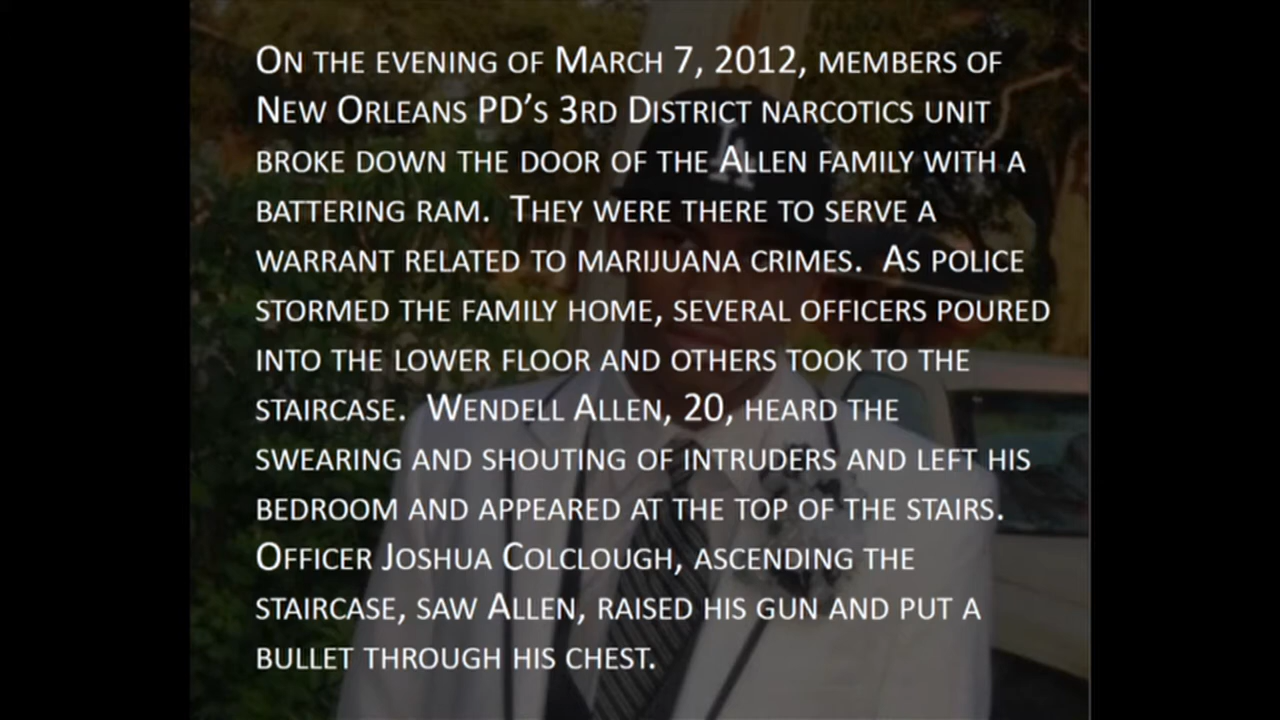 On the evening of March 7, 2012, members of
New Orleans PD's 3rd District narcotics unit
broke down the door of the Allen family with a
battering ram.  They were there to serve a
warrant related to marijuana crimes.  As police
stormed the family home, several officers poured
into the lower floor and others took to the
staircase.  Wendell Allen, 20, heard the
swearing and shouting of intruders and left his
bedroom and appeared at the top of the stairs.
Officer Joshua Colclough, ascending the
staircase, saw Allen, raised his gun and put a
bullet through his chest.